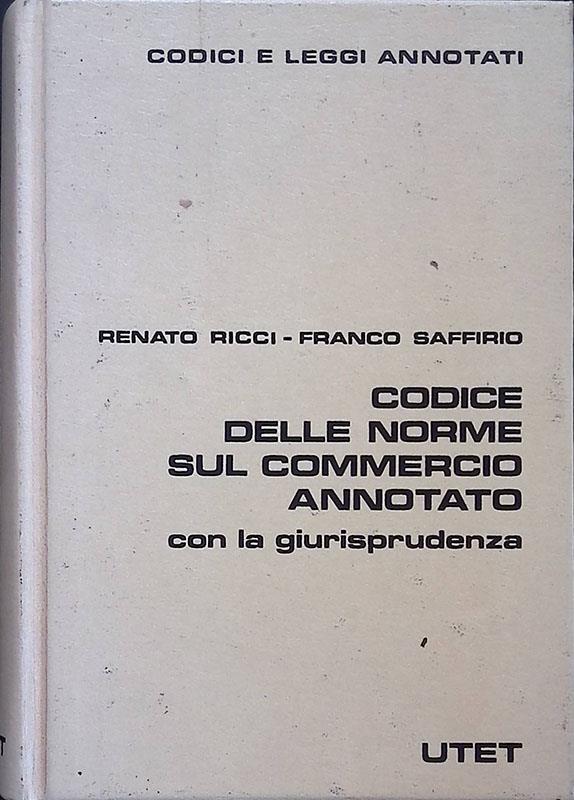 CODICI E LEGGI ANNOTATI
RENATO RICCI - FRANCO SAFFIRIO
CODICE
DELLE NORME
SUL COMMERCIO
ANNOTATO
con la giurisprudenza
UTET